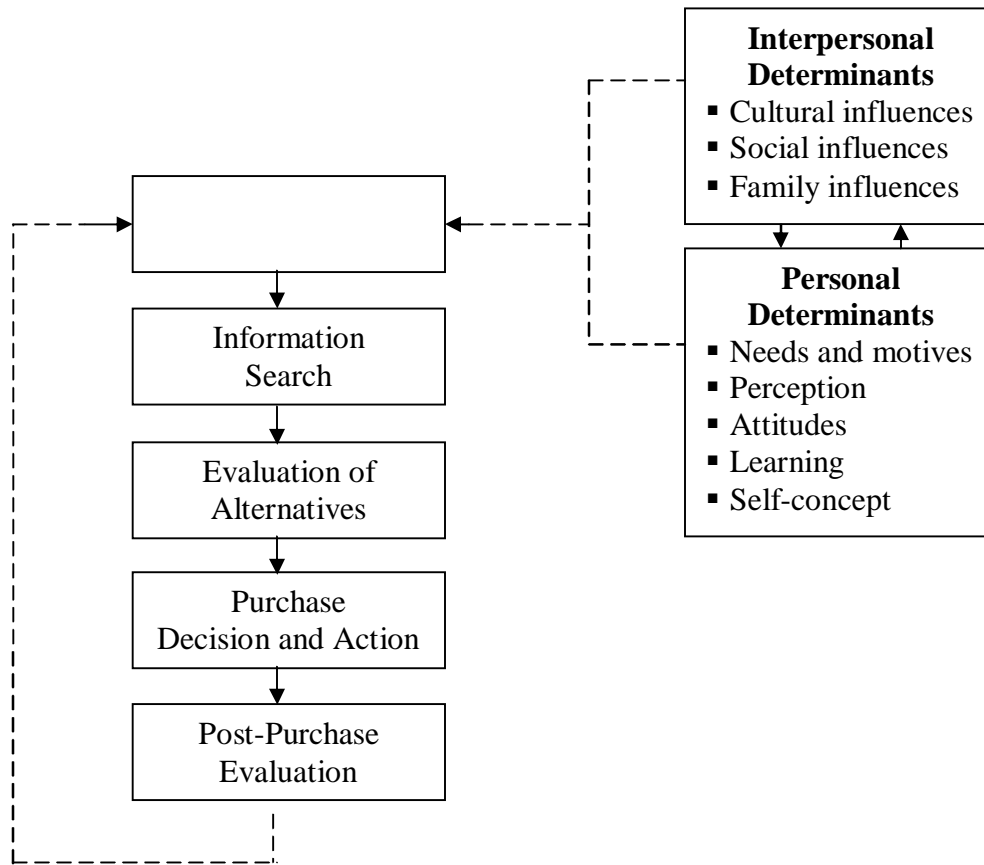 Interpersonal
Determinants
▪ Cultural influences
▪ Social influences
▪ Family influences
Personal
Determinants
▪ Needs and motives
▪ Perception
▪ Attitudes
▪ Learning
▪ Self-concept
Information
Search
Evaluation of
Alternatives
Purchase
Decision and Action
Post-Purchase
Evaluation